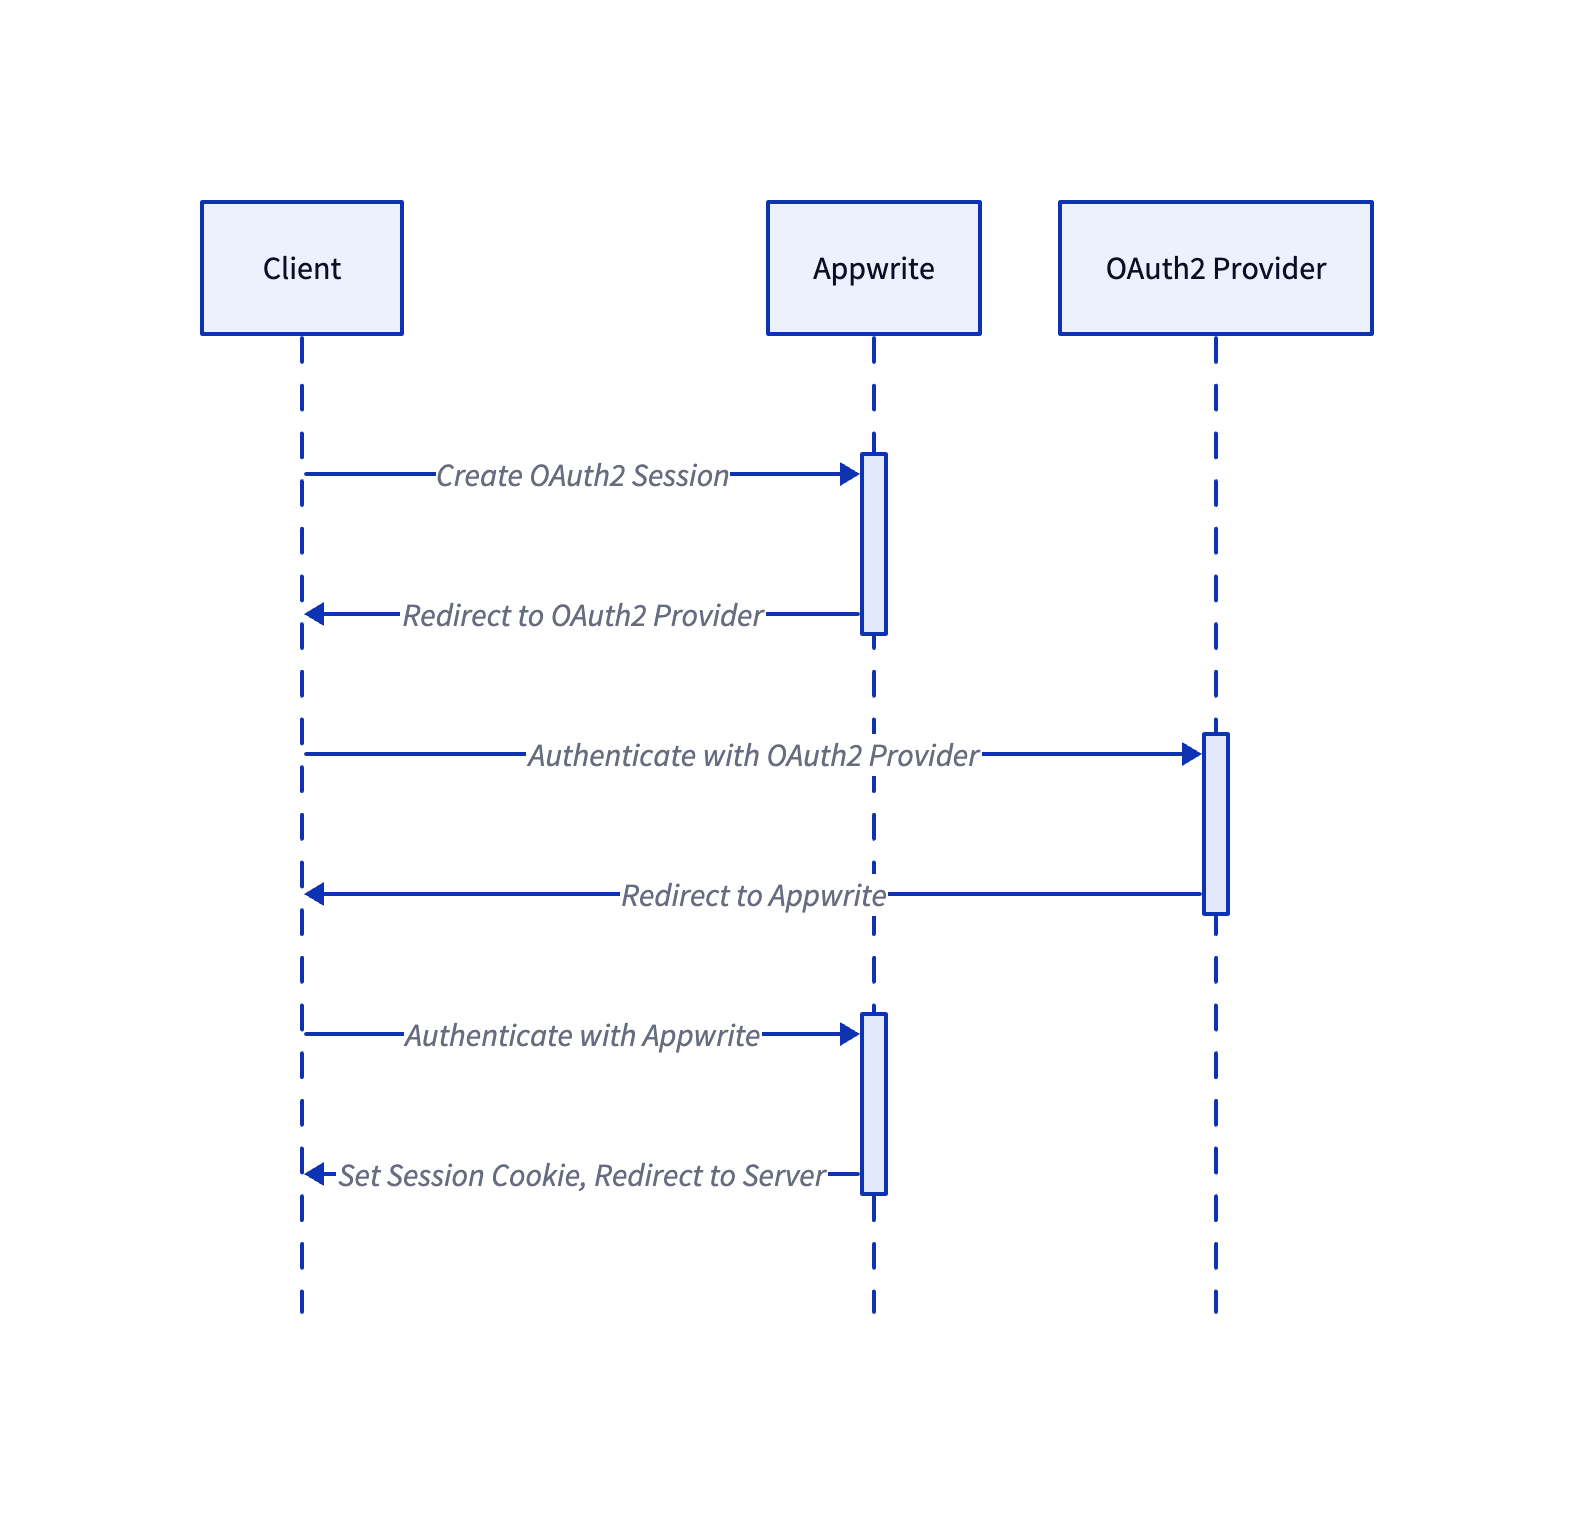 Client
Appwrite
OAuth2 Provider
Create OAuth2 Session
Redirect to OAuth2 Provider
Authenticate with OAuth2 Provider
Redirect to Appwrite
Authenticate with Appwrite
Set Session Cookie, Redirect to Server